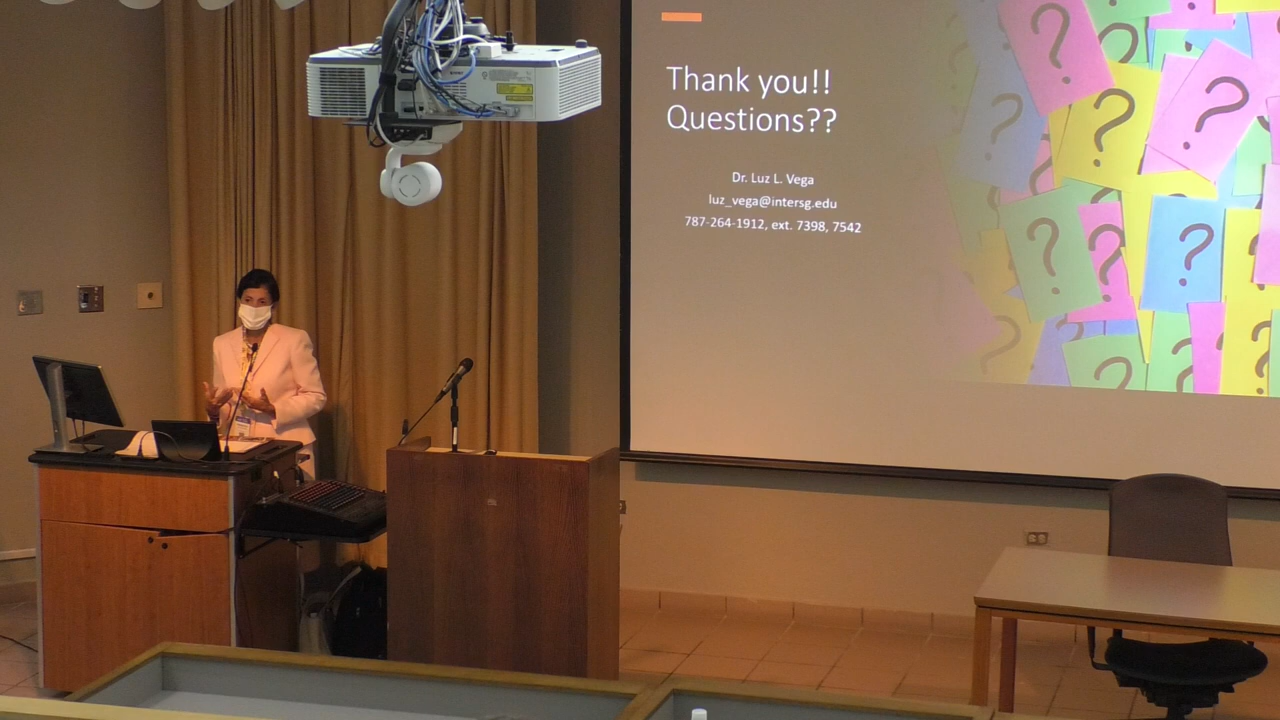 Thank you!!
Questions??
Dr. Luz L. Vega
luz_vega@intersg.edu
787-264-1912, ext. 7398, 7542
? ? ? ? ? ? ? ? ? ? ? ? ? ?